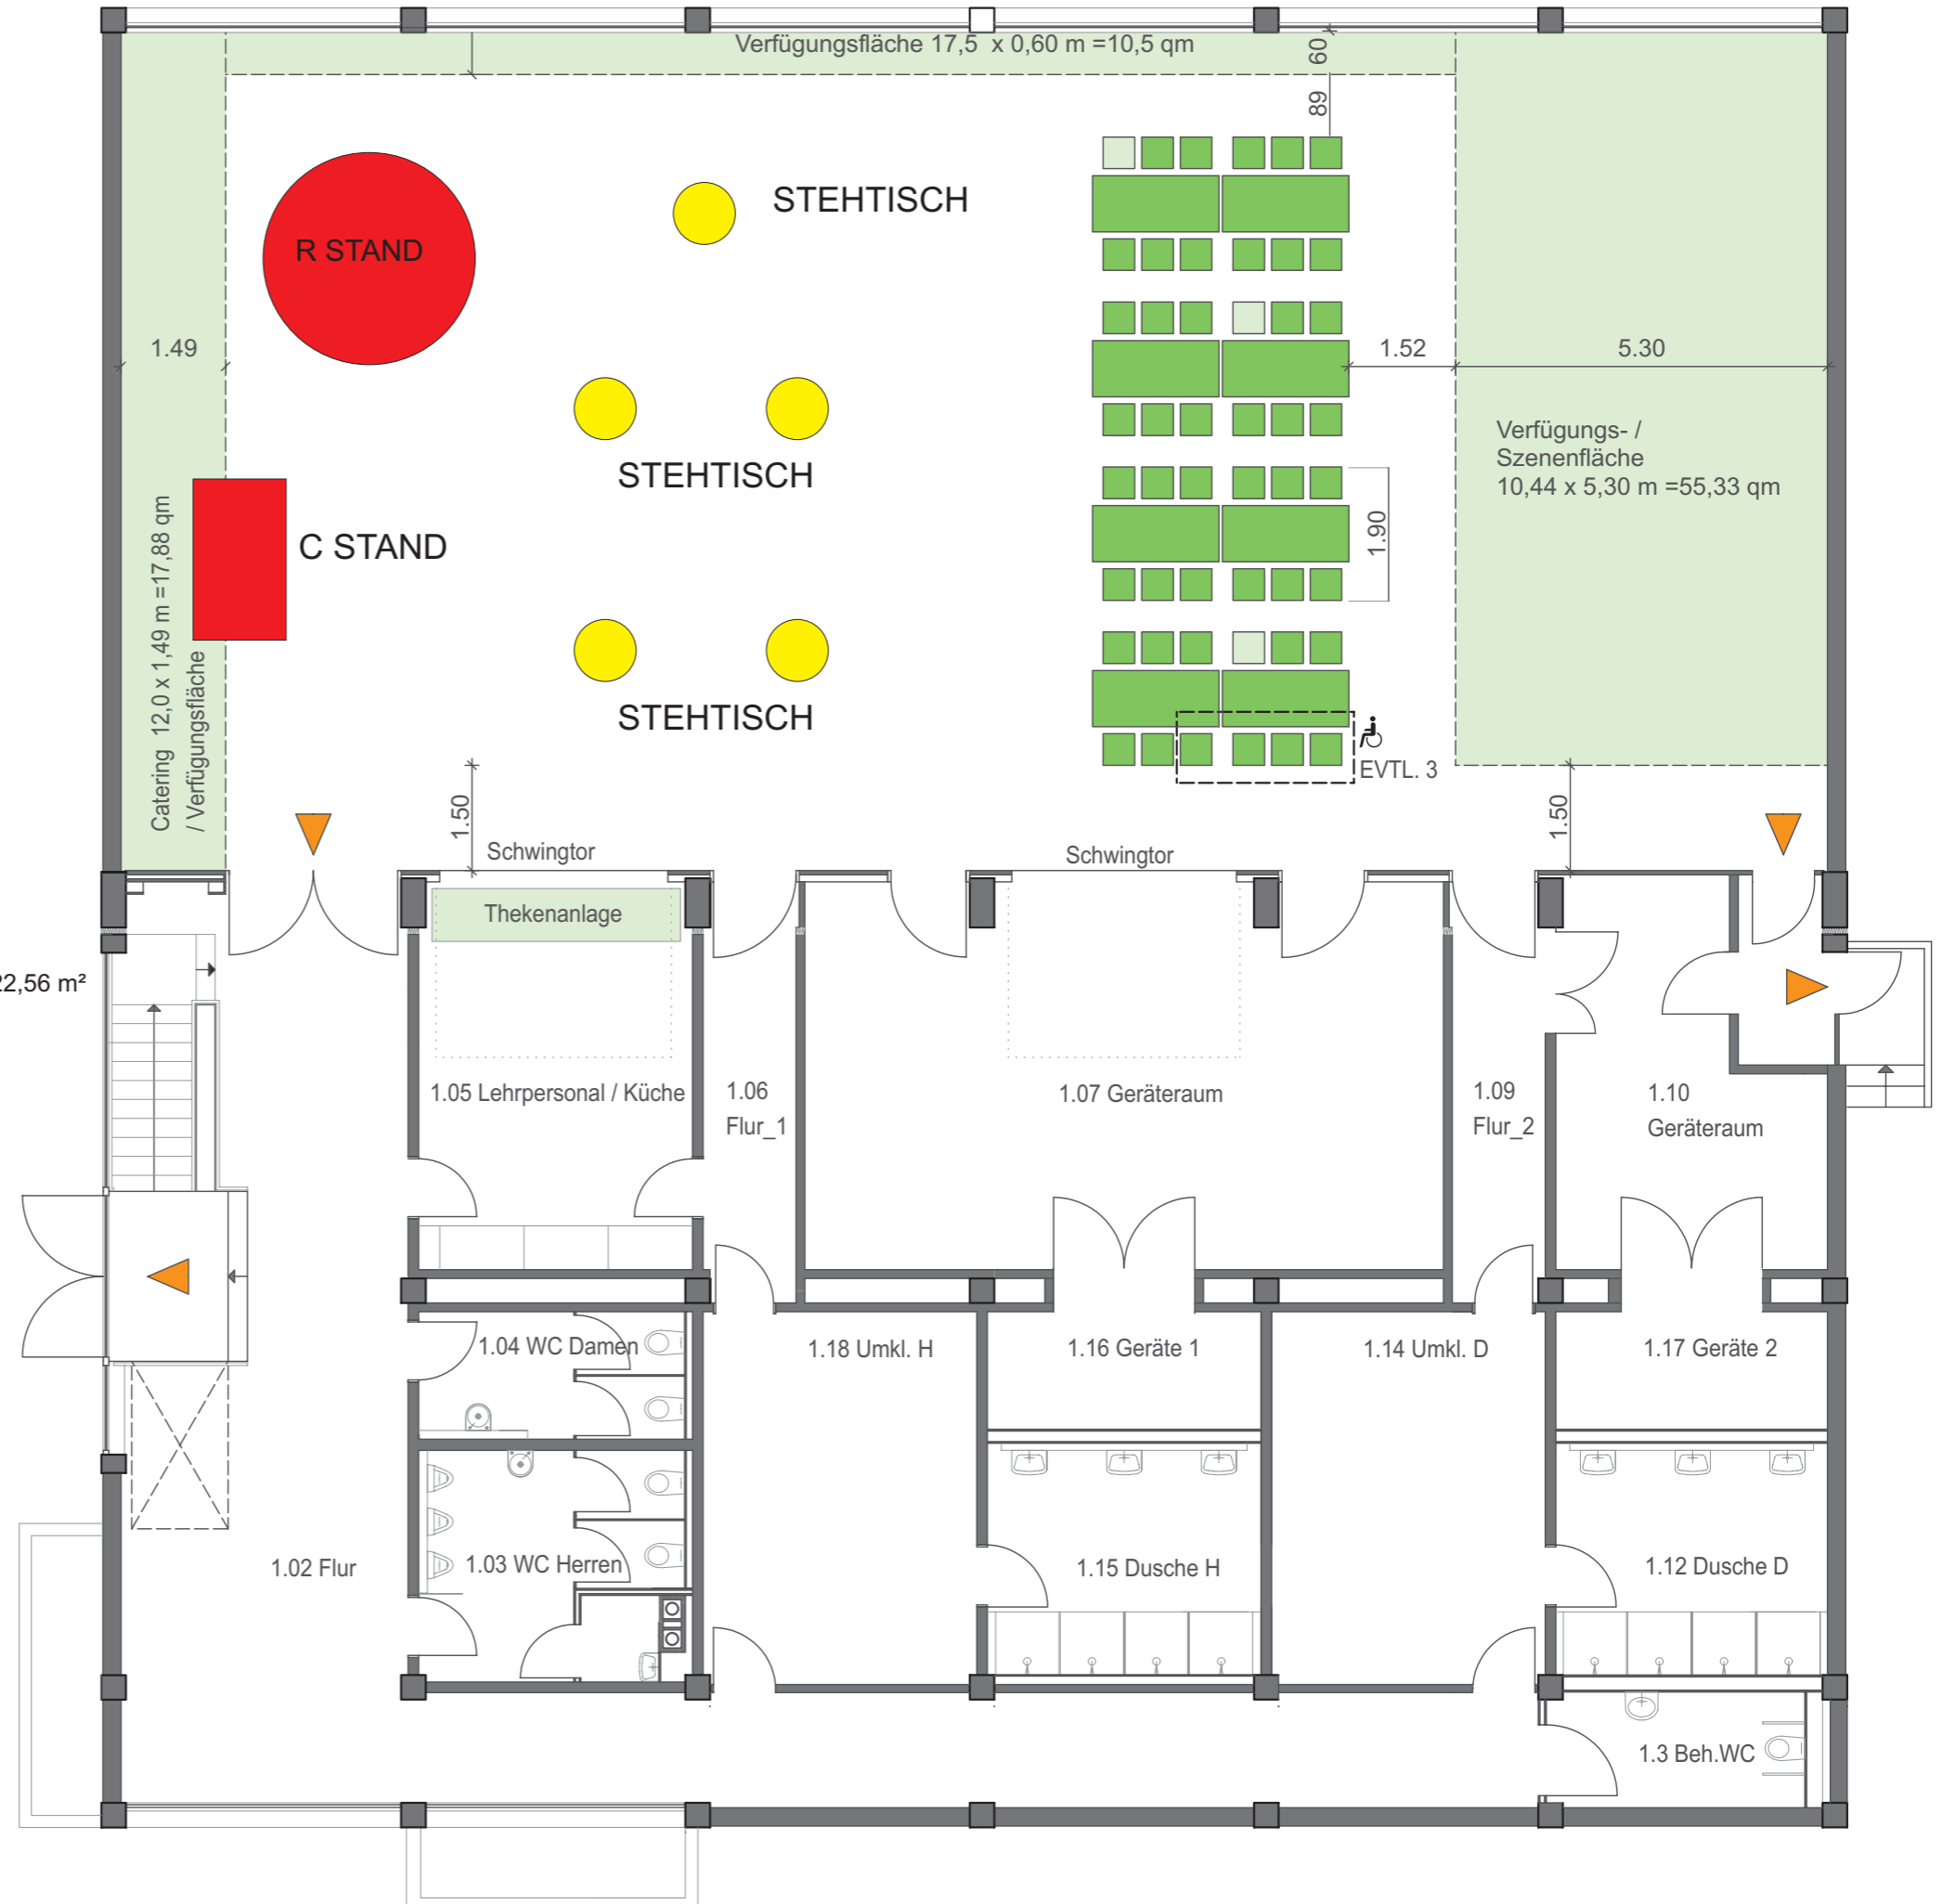 Verfügungsfläche 17,5 x 0,60 m =10,5 qm
60
89
STEHTISCH
R STAND
1.49
1.52
5.30
Verfügungs- /
Szenenfläche
10,44 x 5,30 m =55,33 qm
STEHTISCH
C STAND
1.90
Catering 12,0 x 1,49 m =17,88 qm
/ Verfügungsfläche
STEHTISCH
EVTL. 3
1.50
1.50
Schwingtor
Schwingtor
Thekenanlage
22,56 m²
1.05 Lehrpersonal / Küche
1.06
Flur_1
1.07 Geräteraum
1.09
Flur_2
1.10
Geräteraum
1.04 WC Damen
1.18 Umkl. H
1.16 Geräte 1
1.14 Umkl. D
1.17 Geräte 2
1.02 Flur
1.03 WC Herren
1.15 Dusche H
1.12 Dusche D
1.3 Beh.WC